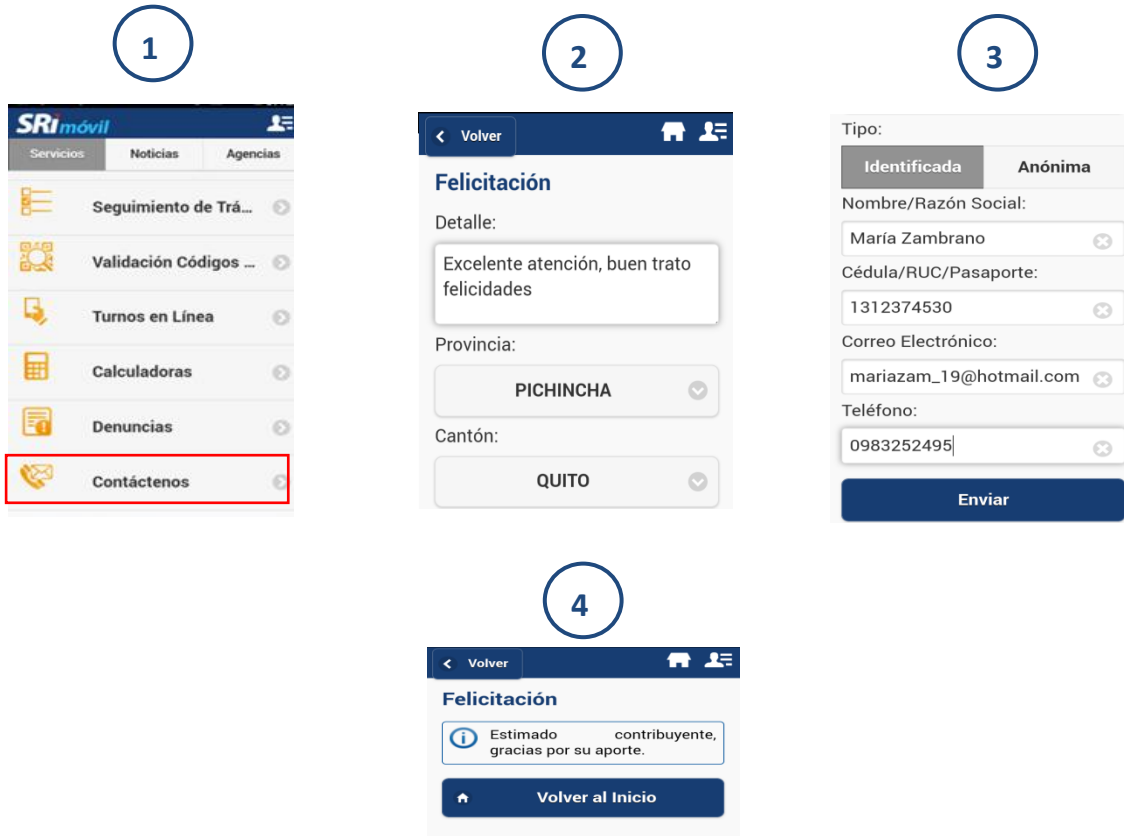 1
SRi móvil
Servicios Noticias Agencias
Seguimiento de Trá...
Validación Códigos ...
Turnos en Línea
Calculadoras
Denuncias
Contáctenos
2
Volver
Felicitación
Detalle:
Excelente atención, buen trato
felicidades
Provincia:
PICHINCHA
Cantón:
QUITO
3
Tipo:
Identificada Anónima
Nombre/Razón Social:
María Zambrano
Cédula/RUC/Pasaporte:
1312374530
Correo Electrónico:
mariazam_19@hotmail.com
Teléfono:
0983252495
Enviar
4
Volver
Felicitación
Estimado contribuyente,
gracias por su aporte.
Volver al Inicio